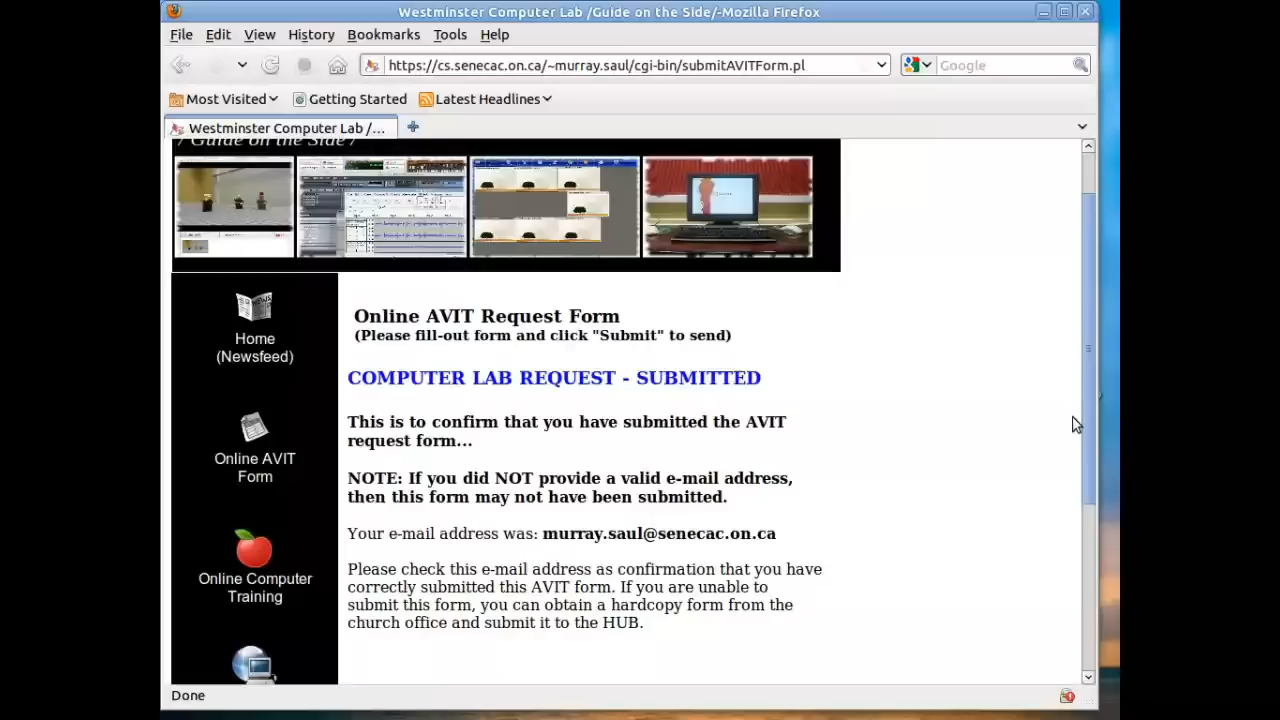 Westminster Computer Lab /Guide on the Side/-Mozilla Firefox
File Edit View History Bookmarks Tools Help
https://cs.senecac.on.ca/~murray.saul/cgi-bin/submitAVITForm.pl
Google
Most Visited Getting Started Latest Headlines
Westminster Computer Lab /...
/ Guide on the Side /
Home
(Newsfeed)
Online AVIT
Form
Online Computer
Training
Online AVIT Request Form
(Please fill-out form and click "Submit" to send)
COMPUTER LAB REQUEST - SUBMITTED
This is to confirm that you have submitted the AVIT
request form...
NOTE: If you did NOT provide a valid e-mail address,
then this form may not have been submitted.
Your e-mail address was: murray.saul@senecac.on.ca
Please check this e-mail address as confirmation that you have
correctly submitted this AVIT form. If you are unable to
submit this form, you can obtain a hardcopy form from the
church office and submit it to the HUB.
Done